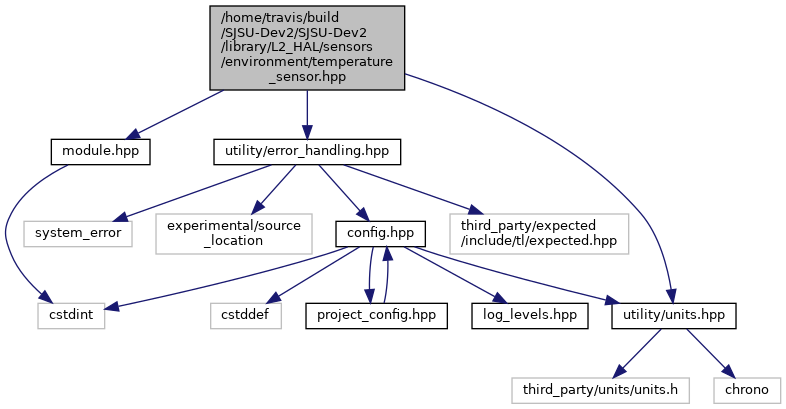 /home/travis/build
/SJSU-Dev2/SJSU-Dev2
/library/L2_HAL/sensors
/environment/temperature
_sensor.hpp
module.hpp
utility/error_handling.hpp
system_error
experimental/source
_location
config.hpp
third_party/expected
/include/tl/expected.hpp
cstdint
cstddef
project_config.hpp
log_levels.hpp
utility/units.hpp
third_party/units/units.h
chrono